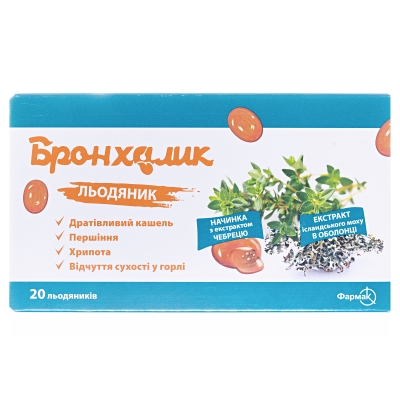 Бронхалик
ЛЬОДЯНИК
Дратівливий кашель
Першіння
Хрипота
Відчуття сухості у горлі
НАЧИНКА
з екстрактом
ЧЕБРЕЦЮ
ЕКСТРАКТ
ісландського моху
В ОБОЛОНЦІ
20 льодяників
Фармак